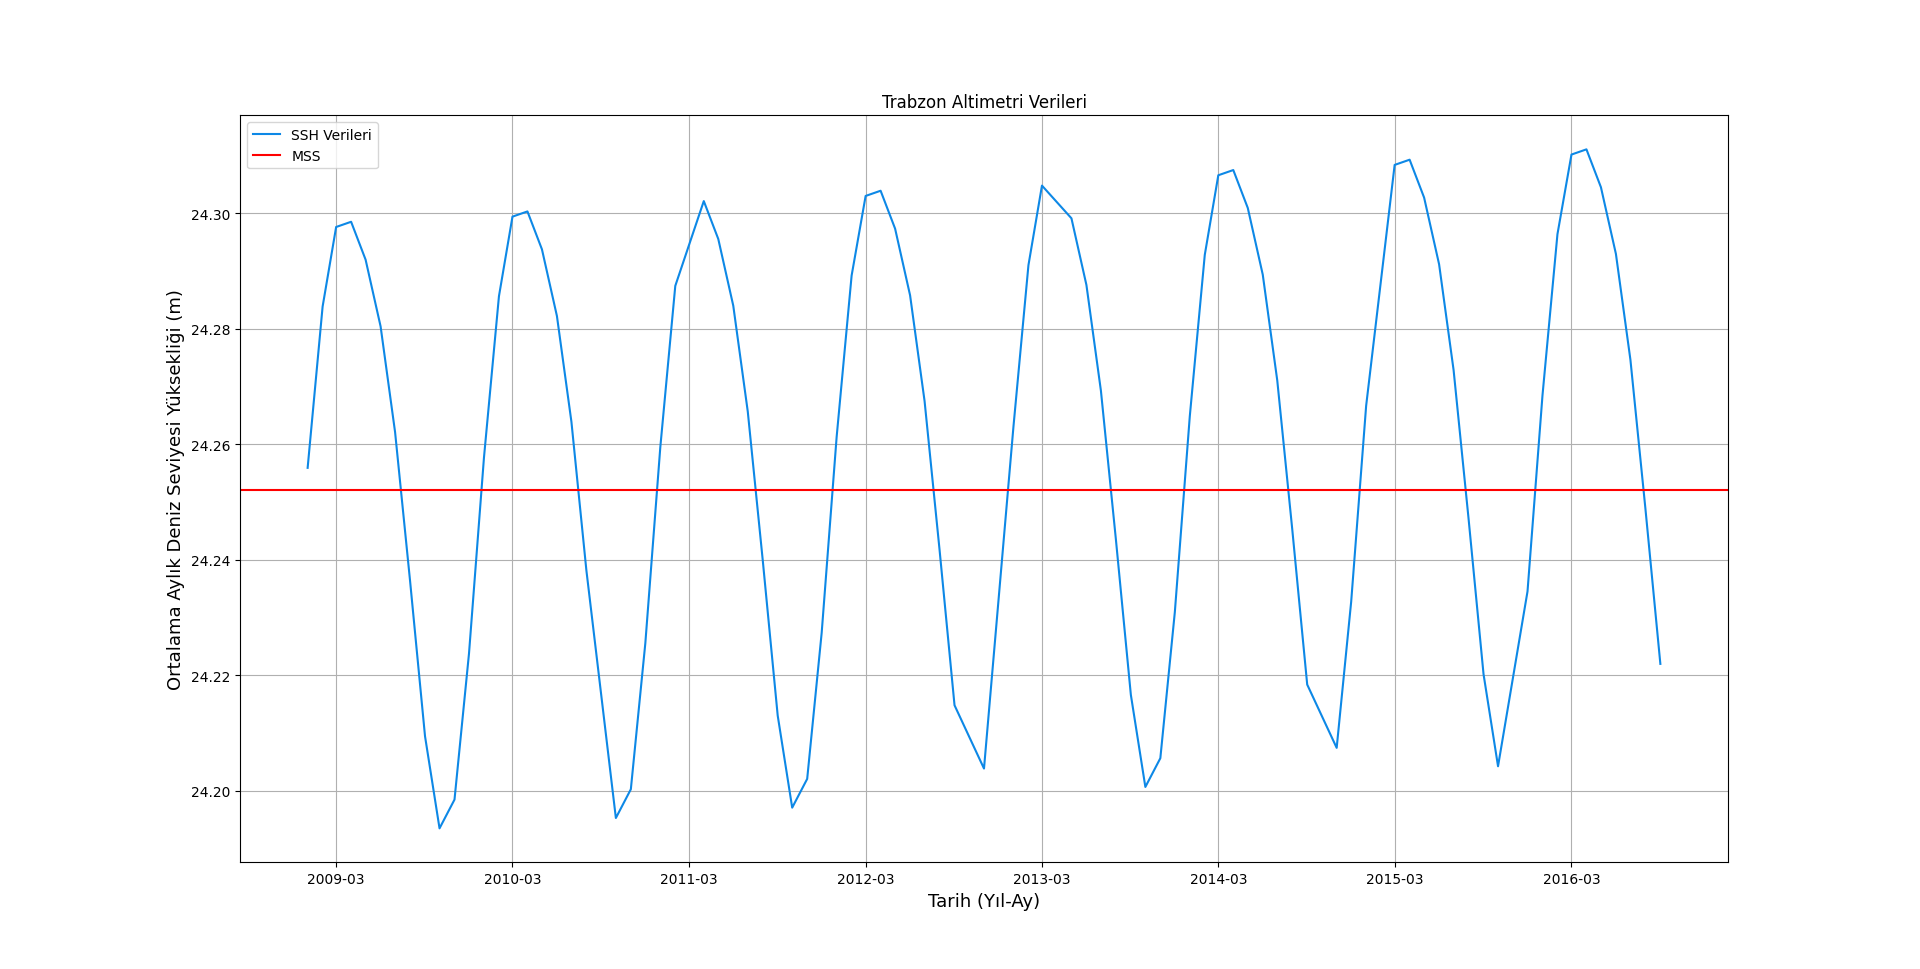 Trabzon Altimetri Verileri
SSH Verileri
MSS
Ortalama Aylık Deniz Seviyesi Yüksekliği (m)
24.30
24.28
24.26
24.24
24.22
24.20
2009-03 2010-03 2011-03 2012-03 2013-03 2014-03 2015-03 2016-03
Tarih (Yıl-Ay)